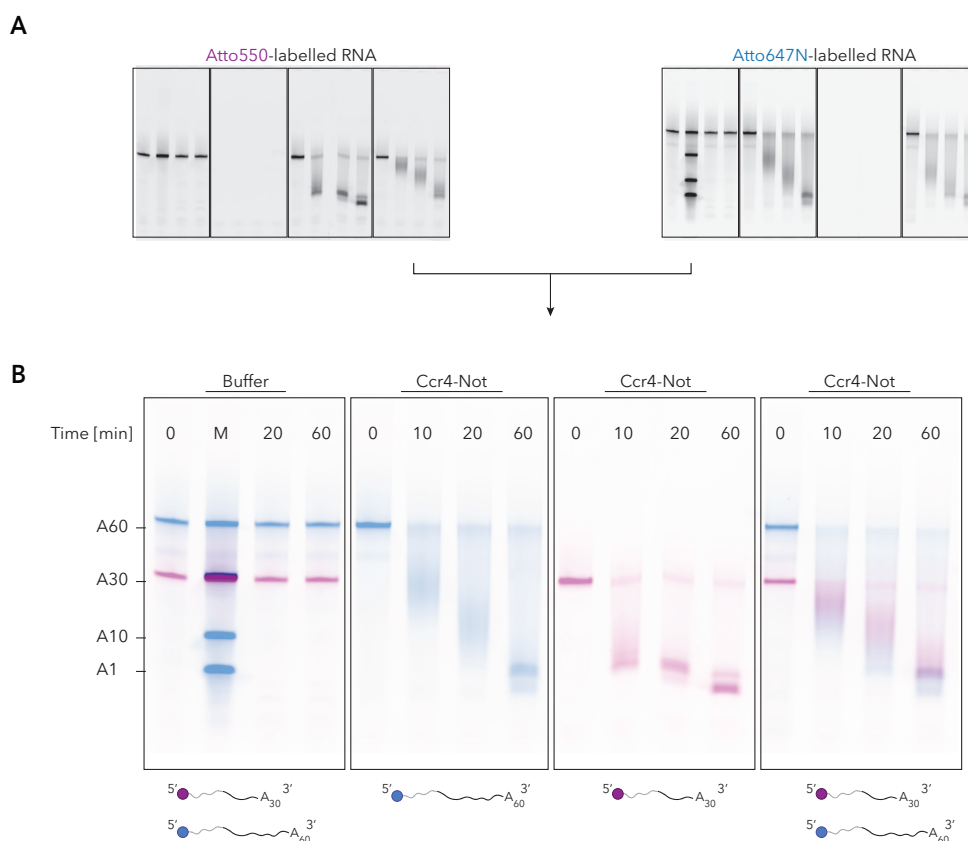 A
Atto550-labelled RNA
Atto647N-labelled RNA
B
Buffer
Ccr4-Not
Ccr4-Not
Ccr4-Not
Time [min]
0 M 20 60
0 10 20 60
0 10 20 60
0 10 20 60
A60
A30
A10
A1
5’ A30 3’
5’ A60 3’
5’ A60 3’
5’ A30 3’
5’ A30 3’
5’ A60 3’